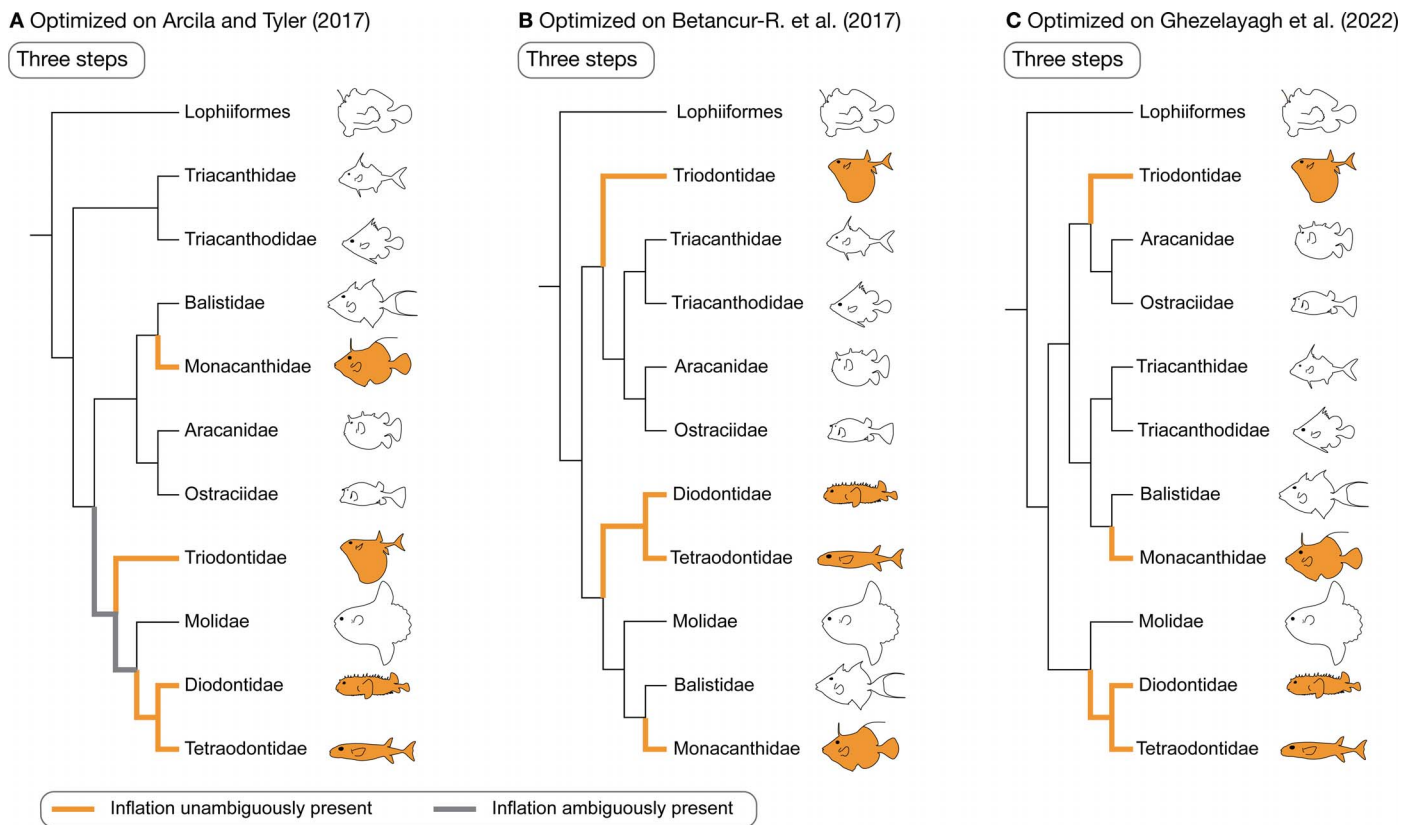 A Optimized on Arcila and Tyler (2017)
Three steps
Lophiiformes
Triacanthidae
Triacanthodidae
Balistidae
Monacanthidae
Aracanidae
Ostraciidae
Triodontidae
Molidae
Diodontidae
Tetraodontidae
B Optimized on Betancur-R. et al. (2017)
Three steps
Lophiiformes
Triodontidae
Triacanthidae
Triacanthodidae
Aracanidae
Ostraciidae
Diodontidae
Tetraodontidae
Molidae
Balistidae
Monacanthidae
C Optimized on Ghezelayagh et al. (2022)
Three steps
Lophiiformes
Triodontidae
Aracanidae
Ostraciidae
Triacanthidae
Triacanthodidae
Balistidae
Monacanthidae
Molidae
Diodontidae
Tetraodontidae
Inflation unambiguously present
Inflation ambiguously present